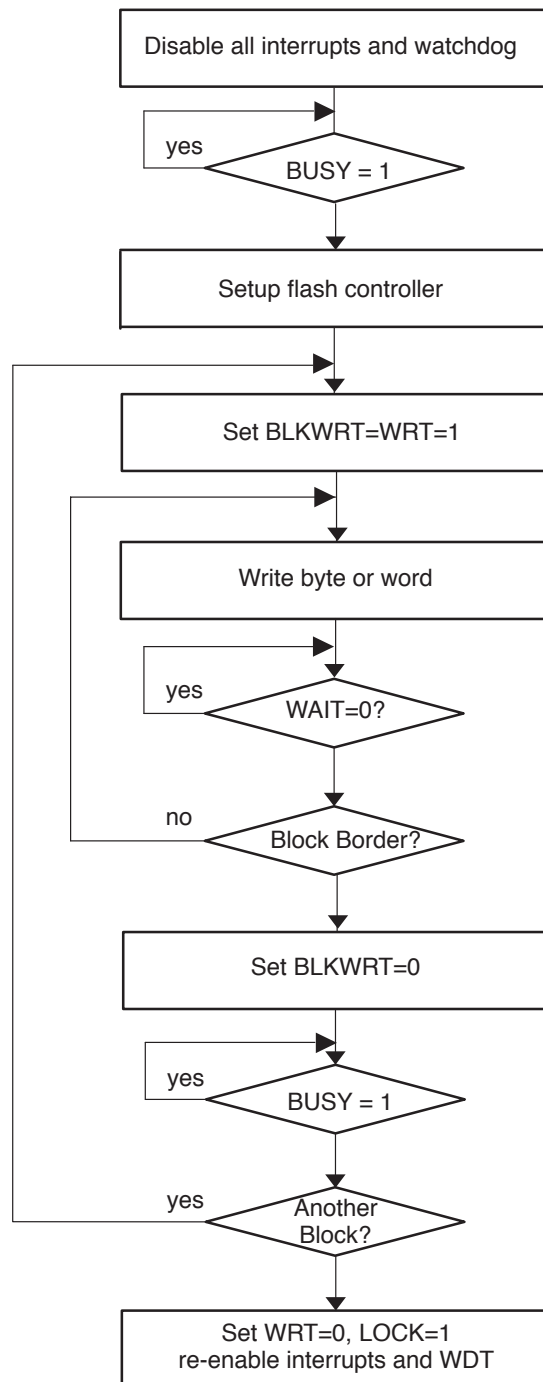 Disable all interrupts and watchdog
yes
BUSY = 1
Setup flash controller
Set BLKWRT=WRT=1
Write byte or word
yes
WAIT=0?
no
Block Border?
Set BLKWRT=0
yes
BUSY = 1
yes
Another
Block?
Set WRT=0, LOCK=1
re-enable interrupts and WDT